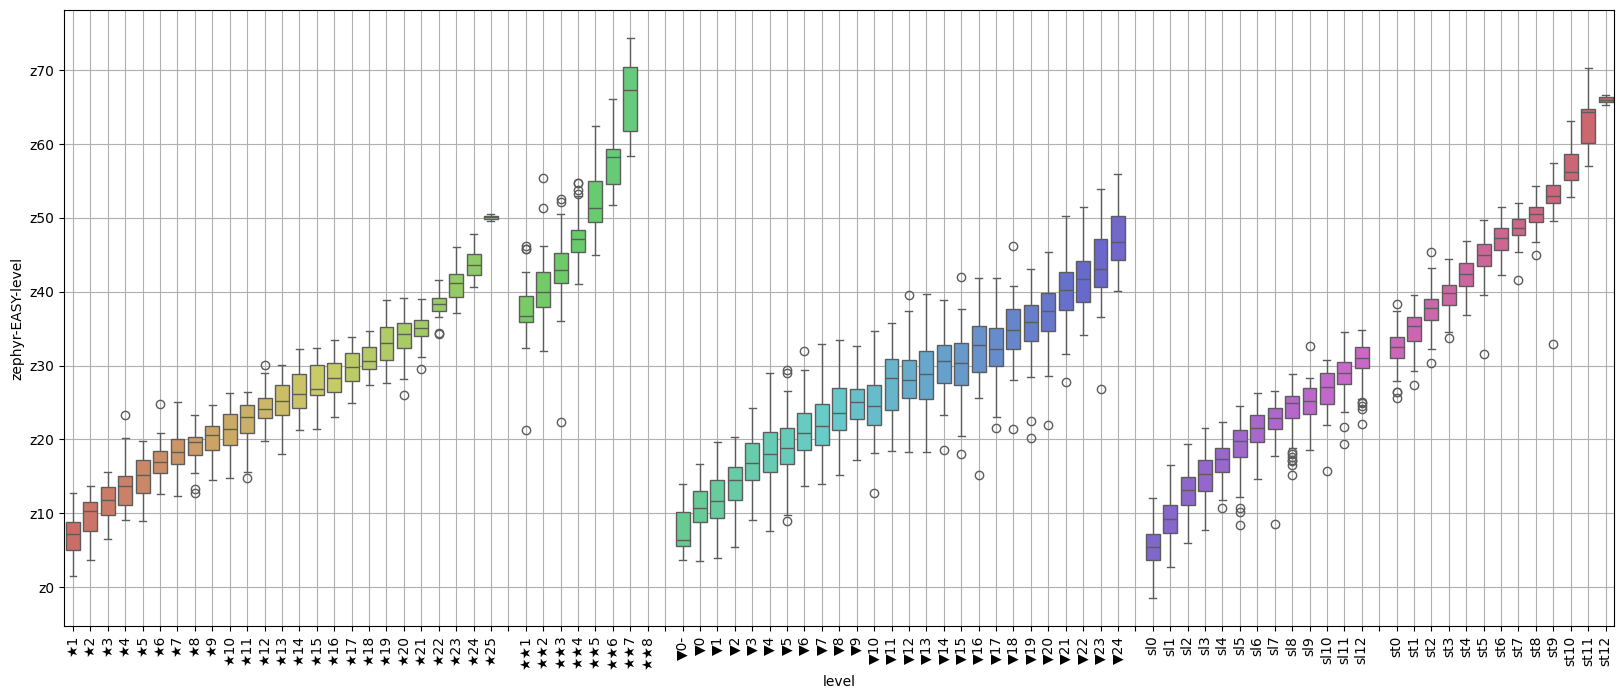 zephyr-EASY-level
z70
z60
z50
z40
z30
z20
z10
z0
★1 ★2 ★3 ★4 ★5 ★6 ★7 ★8 ★9 ★10 ★11 ★12 ★13 ★14 ★15 ★16 ★17 ★18 ★19 ★20 ★21 ★22 ★23 ★24 ★25 ★★1 ★★2 ★★3 ★★4 ★★5 ★★6 ★★7 ★★8 ▼0- ▼0 ▼1 ▼2 ▼3 ▼4 ▼5 ▼6 ▼7 ▼8 ▼9 ▼10 ▼11 ▼12 ▼13 ▼14 ▼15 ▼16 ▼17 ▼18 ▼19 ▼20 ▼21 ▼22 ▼23 ▼24 sl0 sl1 sl2 sl3 sl4 sl5 sl6 sl7 sl8 sl9 sl10 sl11 sl12 st0 st1 st2 st3 st4 st5 st6 st7 st8 st9 st10 st11 st12
level